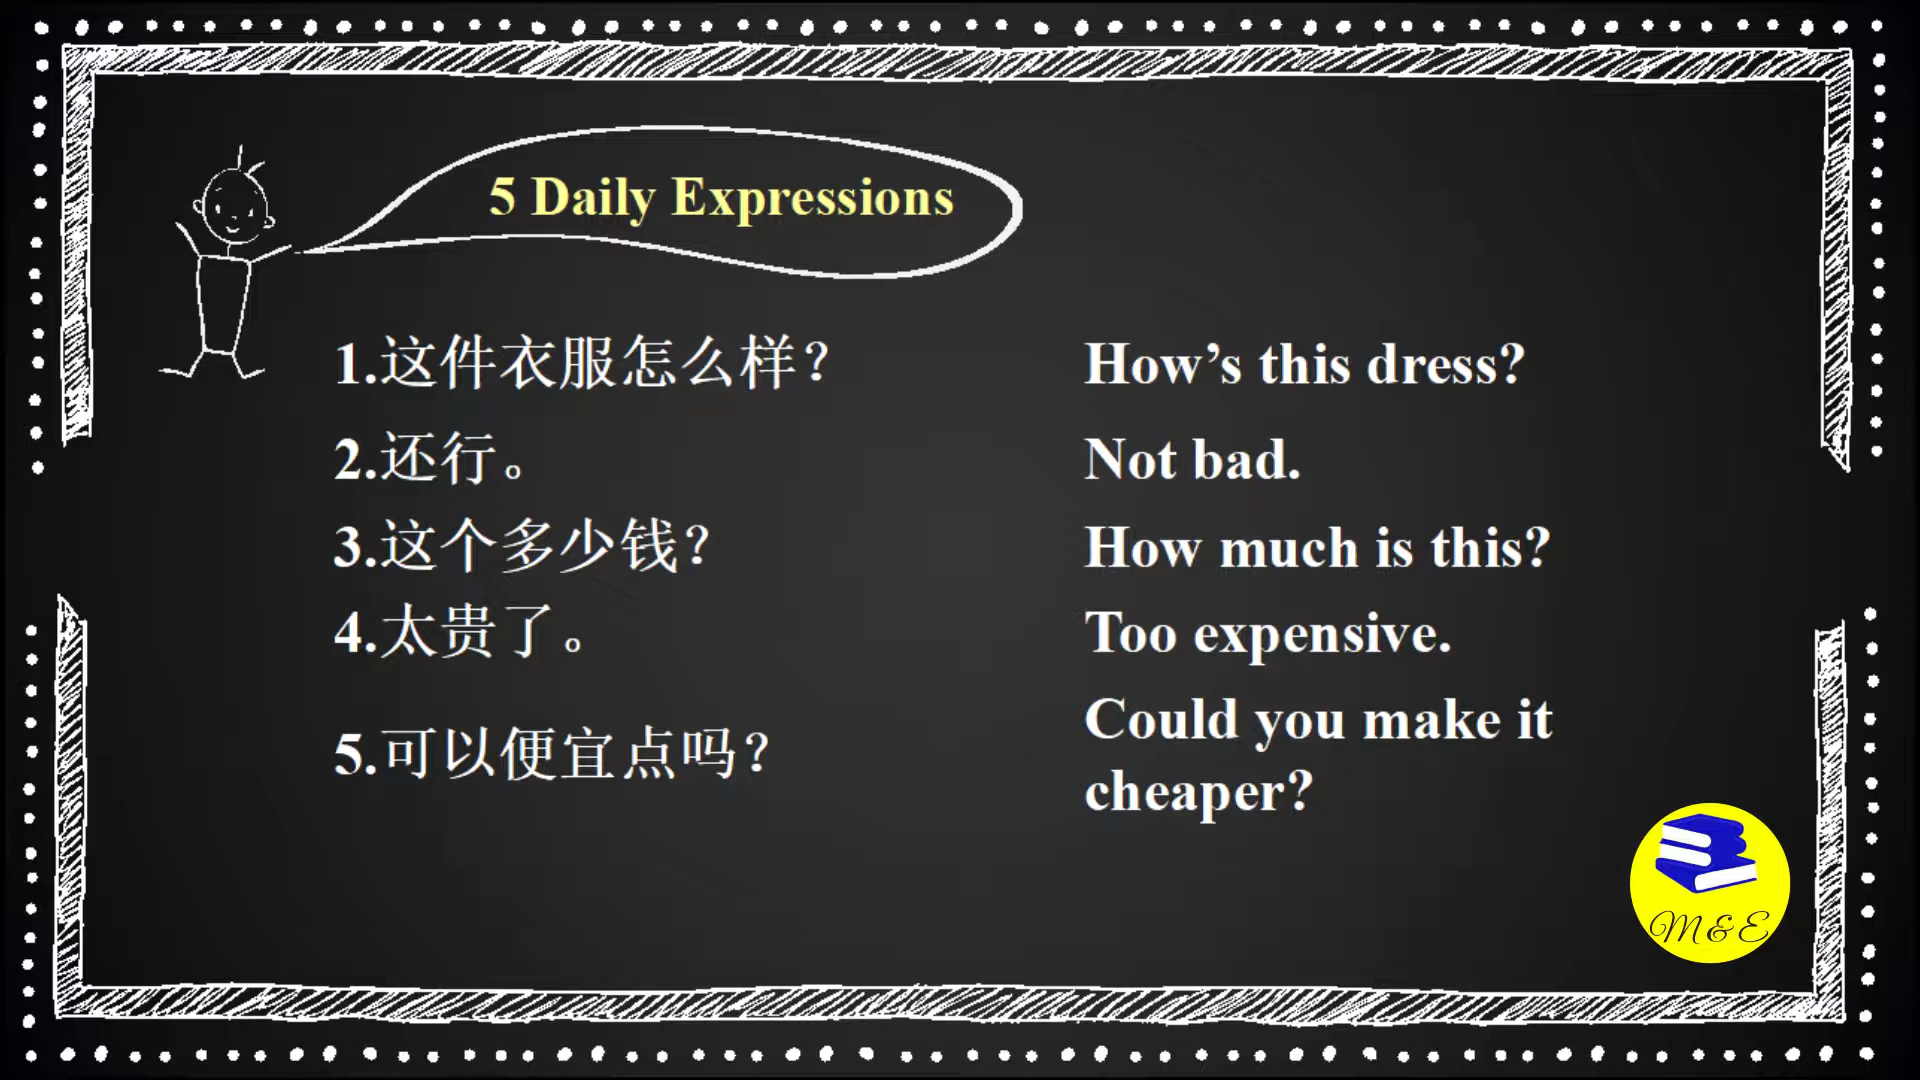 5 Daily Expressions
1.这件衣服怎么样？ How’s this dress?
2.还行。 Not bad.
3.这个多少钱？ How much is this?
4.太贵了。 Too expensive.
5.可以便宜点吗？ Could you make it
cheaper?
M & E